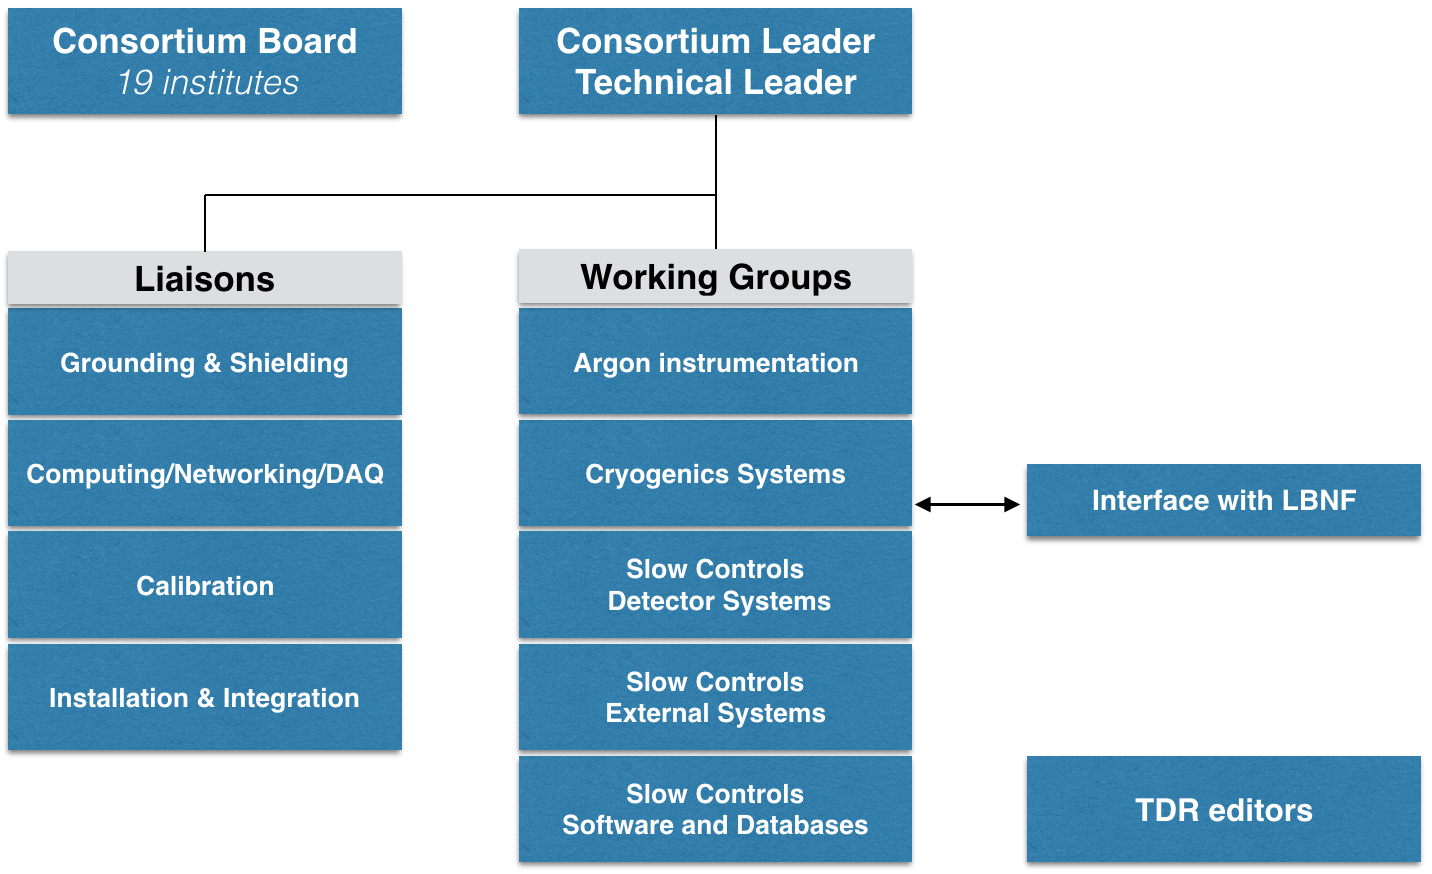 Consortium Board
19 institutes
Consortium Leader
Technical Leader
Liaisons
Grounding & Shielding
Computing/Networking/DAQ
Calibration
Installation & Integration
Working Groups
Argon instrumentation
Cryogenics Systems
Slow Controls
Detector Systems
Slow Controls
External Systems
Slow Controls
Software and Databases
Interface with LBNF
TDR editors